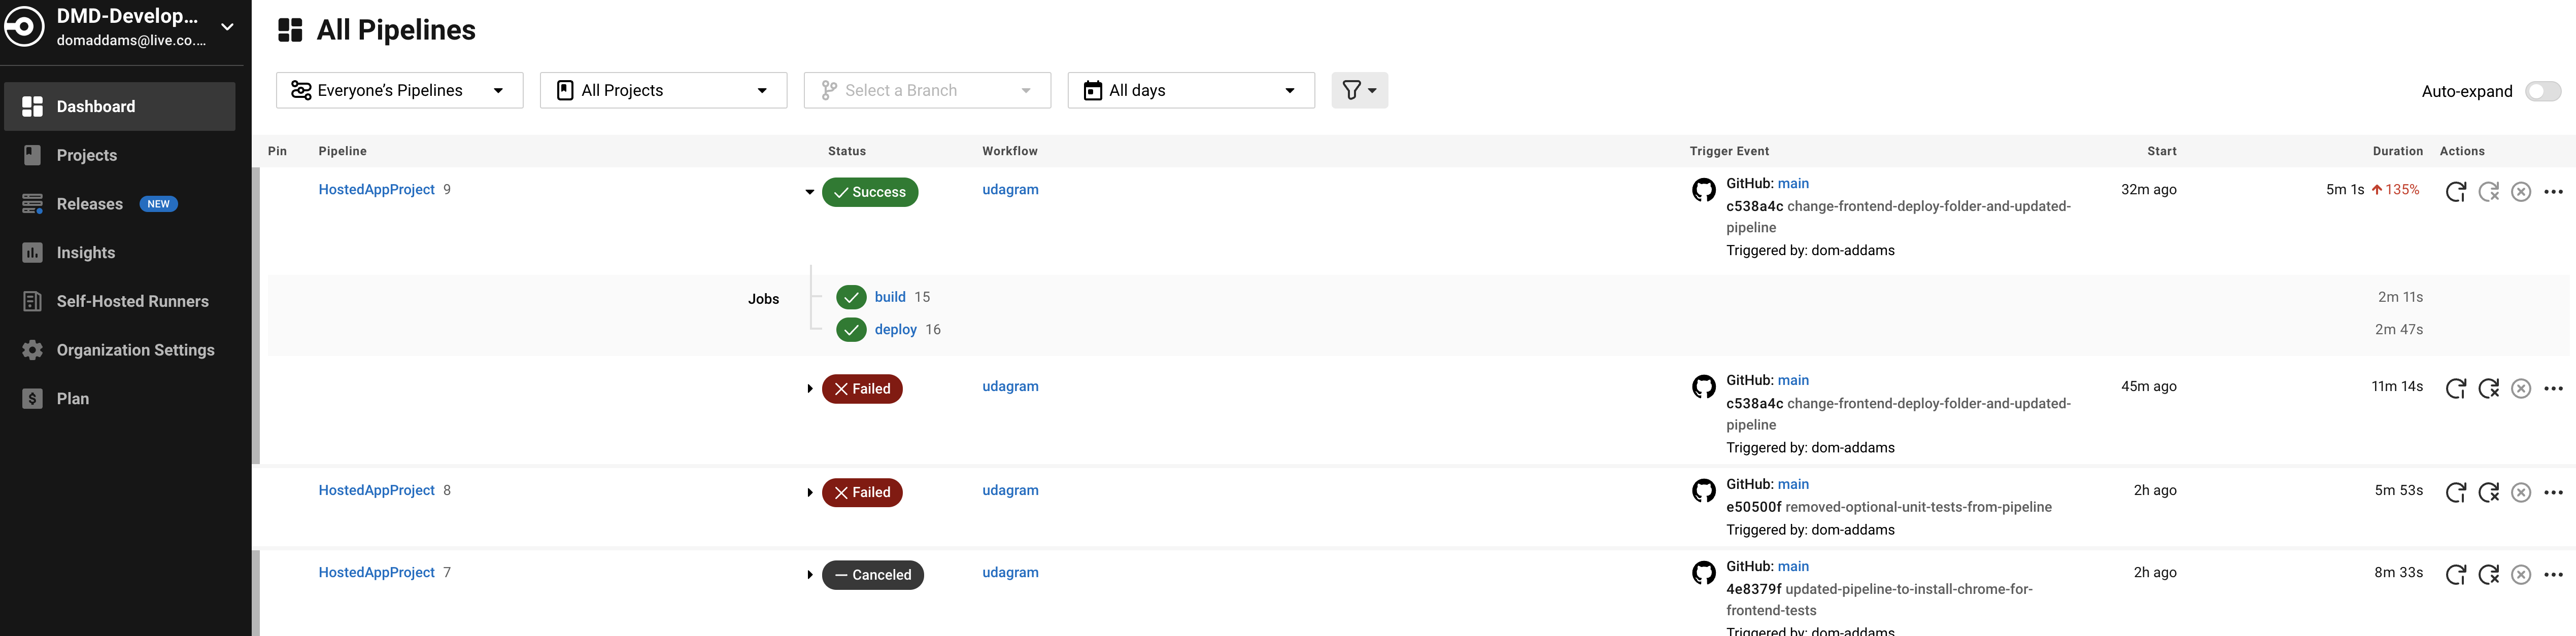 DMD-Develop...
domaddams@live.co....
Dashboard
Projects
Releases NEW
Insights
Self-Hosted Runners
Organization Settings
Plan
All Pipelines
Everyone's Pipelines
All Projects
Select a Branch
All days
Auto-expand
Pin Pipeline Status Workflow Trigger Event Start Duration Actions
HostedAppProject 9 Success udagram GitHub: main 32m ago 5m 1s 135%
c538a4c change-frontend-deploy-folder-and-updated-
pipeline
Triggered by: dom-addams
Jobs
build 15 2m 11s
deploy 16 2m 47s
Failed udagram GitHub: main 45m ago 11m 14s
c538a4c change-frontend-deploy-folder-and-updated-
pipeline
Triggered by: dom-addams
HostedAppProject 8 Failed udagram GitHub: main 2h ago 5m 53s
e50500f removed-optional-unit-tests-from-pipeline
Triggered by: dom-addams
HostedAppProject 7 Canceled udagram GitHub: main 2h ago 8m 33s
4e8379f updated-pipeline-to-install-chrome-for-
frontend-tests
Triggered by: dom-addams